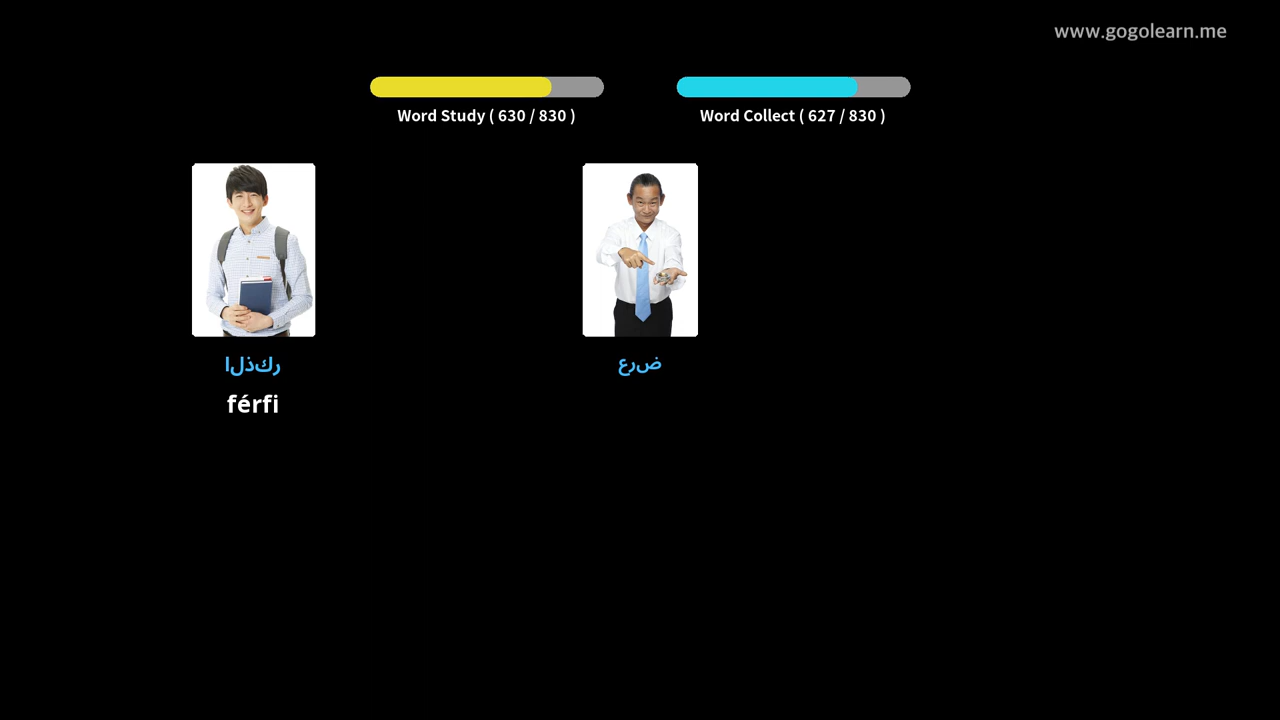 www.gogolearn.me
Word Study ( 630 / 830 )
Word Collect ( 627 / 830 )
الذكر
عرض
férfi